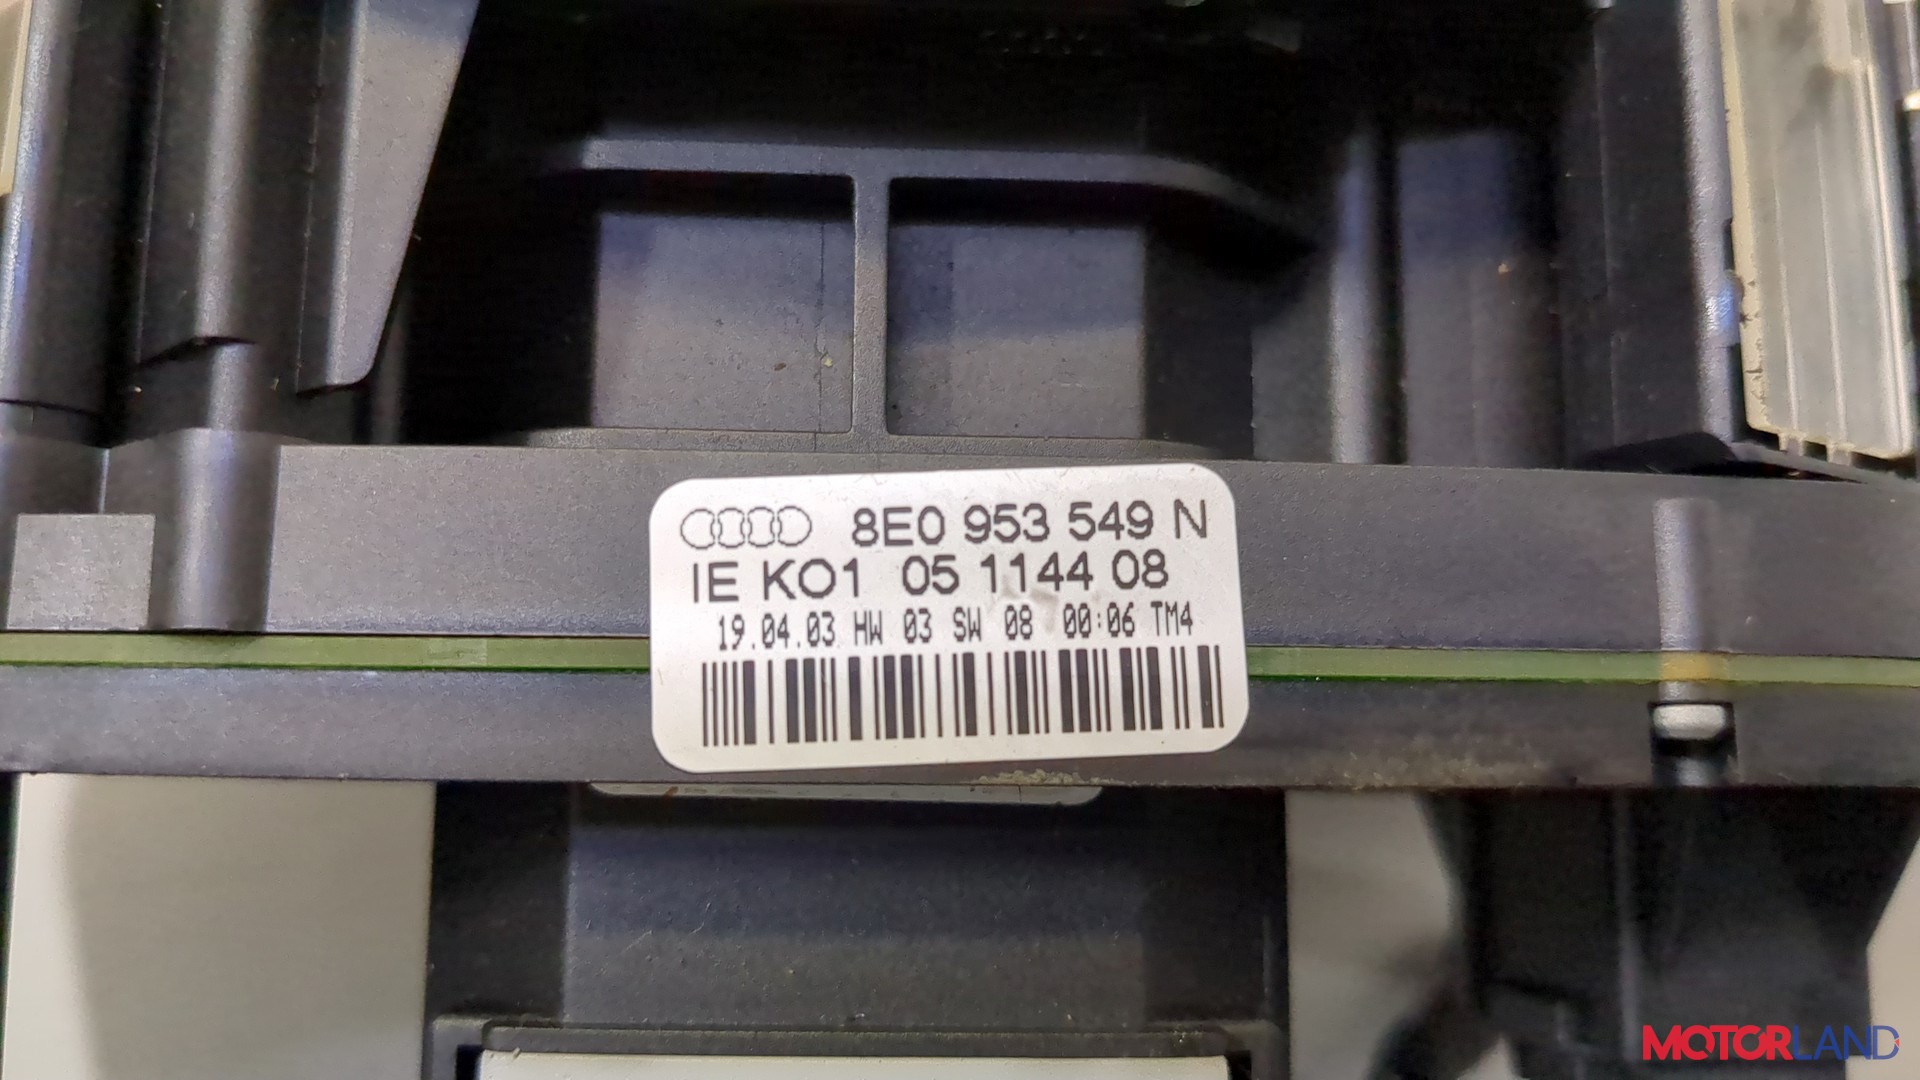 8E0 953 549 N
IE KO1 05 1144 08
19.04.03 HW 03 SW 08 00:06 TM4
MOTORLAND